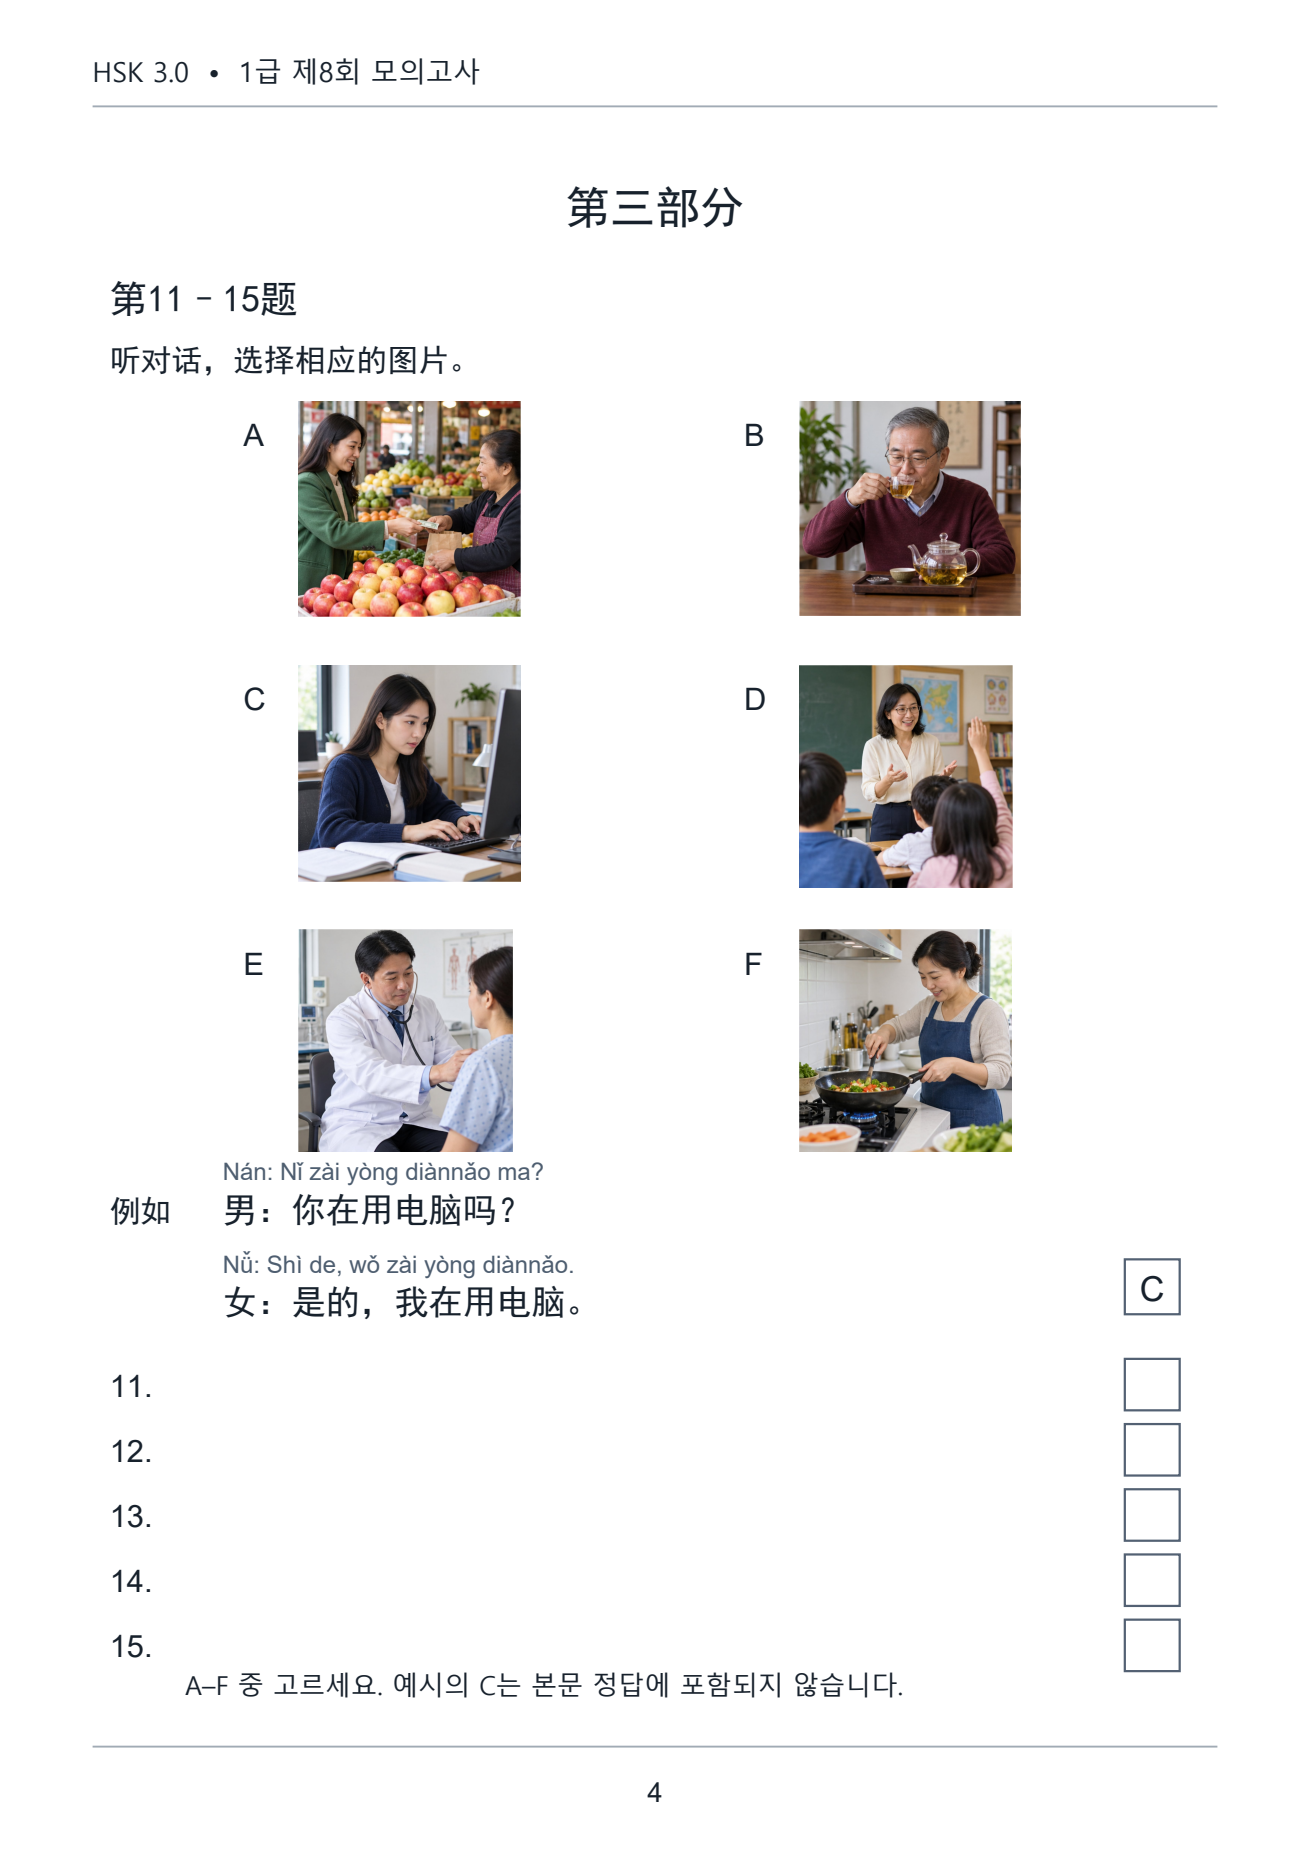 HSK 3.0 • 1급 제8회 모의고사
第三部分
第11–15题
听对话，选择相应的图片。
A
B
C
D
E
F
Nán: Nǐ zài yòng diànnǎo ma?
例如 男：你在用电脑吗？
Nǚ: Shì de, wǒ zài yòng diànnǎo.
女：是的，我在用电脑。
C
11.
12.
13.
14.
15.
A–F 중 고르세요. 예시의 C는 본문 정답에 포함되지 않습니다.
4